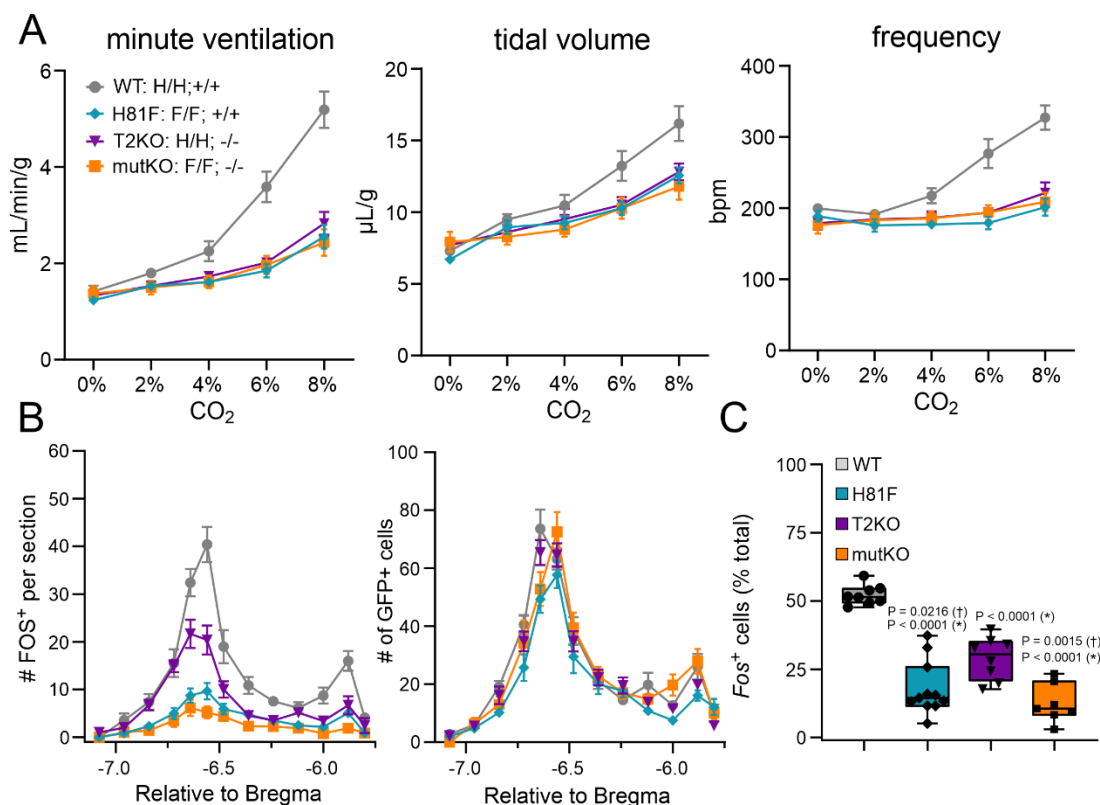 A
minute ventilation
tidal volume
frequency
WT: H/H;+/+
H81F: F/F; +/+
T2KO: H/H; -/-
mutKO: F/F; -/-
mL/min/g
6
4
2
0
0% 2% 4% 6% 8%
CO2
µL/g
20
15
10
5
0
0% 2% 4% 6% 8%
CO2
bpm
400
300
200
100
0
0% 2% 4% 6% 8%
CO2
B
# FOS+ per section
60
50
40
30
20
10
0
-7.0 -6.5 -6.0
Relative to Bregma
# of GFP+ cells
100
80
60
40
20
0
-7.0 -6.5 -6.0
Relative to Bregma
C
Fos+ cells (% total)
100
75
50
25
0
WT
H81F
T2KO
mutKO
P = 0.0216 (†)
P < 0.0001 (*)
P < 0.0001 (*)
P = 0.0015 (†)
P < 0.0001 (*)